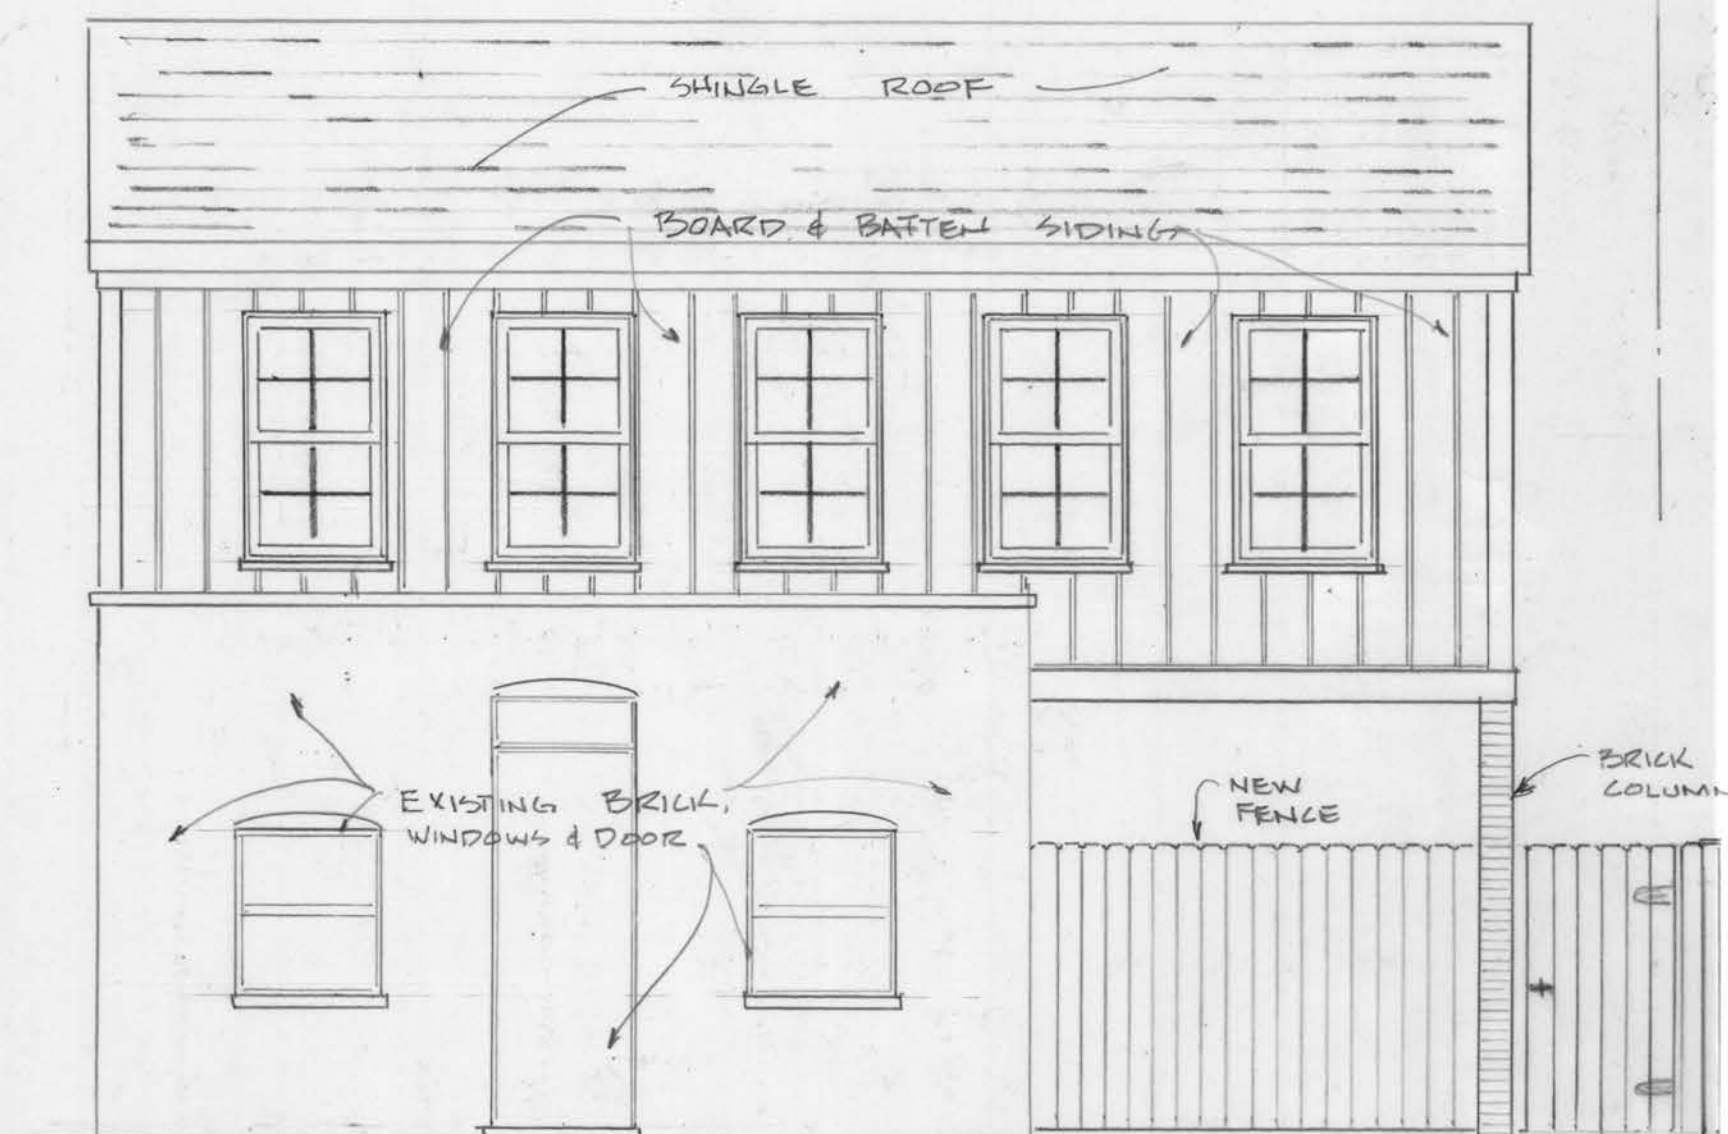 SHINGLE ROOF
BOARD & BATTEN SIDING
EXISTING BRICK,
WINDOWS & DOOR
NEW
FENCE
BRICK
COLUMN